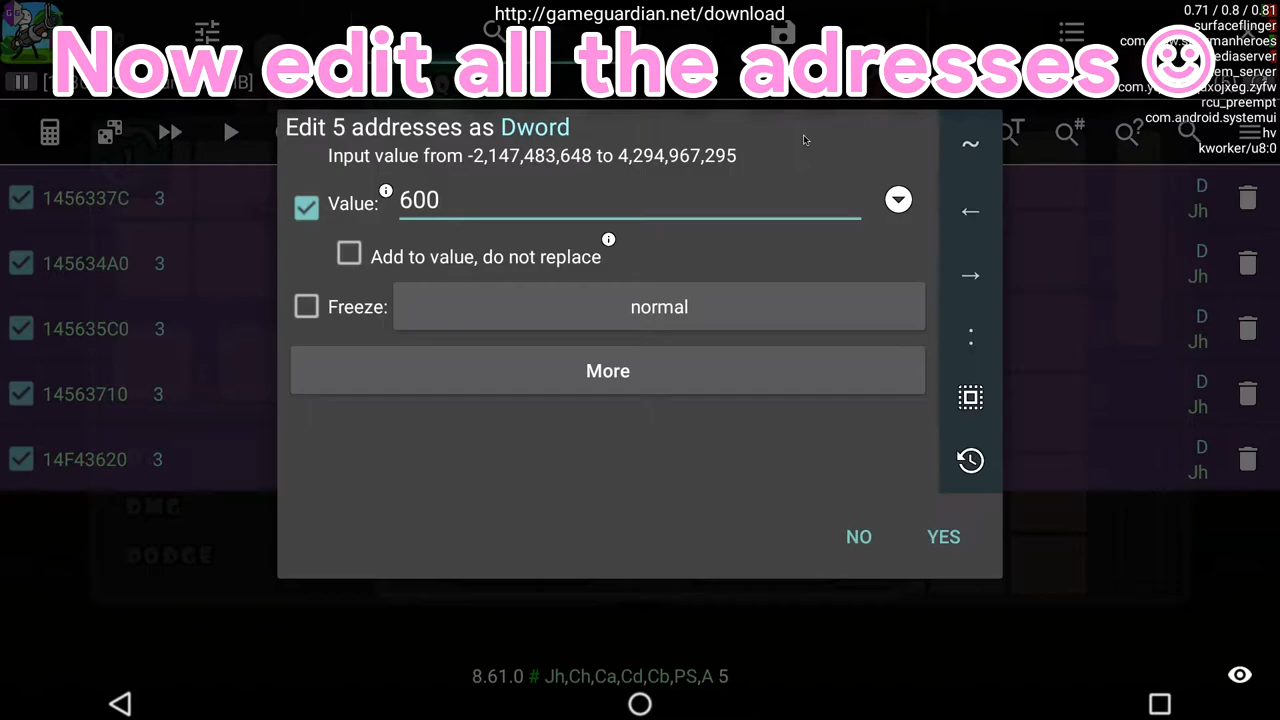 http://gameguardian.net/download
0.71 / 0.8 / 0.81
surfaceflinger
mediaserver
rcu_preempt
com.android.systemui
hv
kworker/u8:0
Now edit all the adresses
Edit 5 addresses as Dword
Input value from -2,147,483,648 to 4,294,967,295
Value: 600
Add to value, do not replace
Freeze: normal
More
NO YES
1456337C 3 D
Jh
145634A0 3 D
Jh
145635C0 3 D
Jh
14563710 3 D
Jh
14F43620 3 D
Jh
DMG
DODGE
8.61.0 # Jh,Ch,Ca,Cd,Cb,PS,A 5